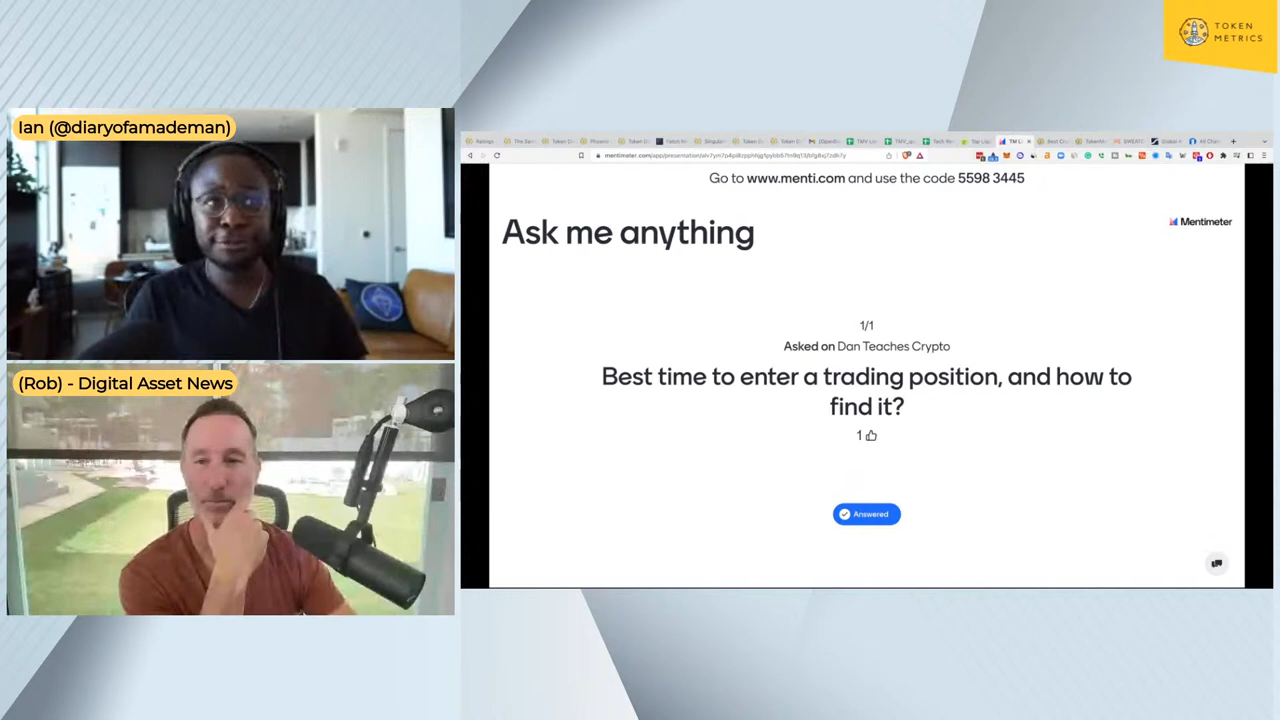 Ian (@diaryofamademan)
(Rob) - Digital Asset News
TOKEN
METRICS
Go to www.menti.com and use the code 5598 3445
Ask me anything
Mentimeter
1/1
Asked on Dan Teaches Crypto
Best time to enter a trading position, and how to
find it?
1
Answered